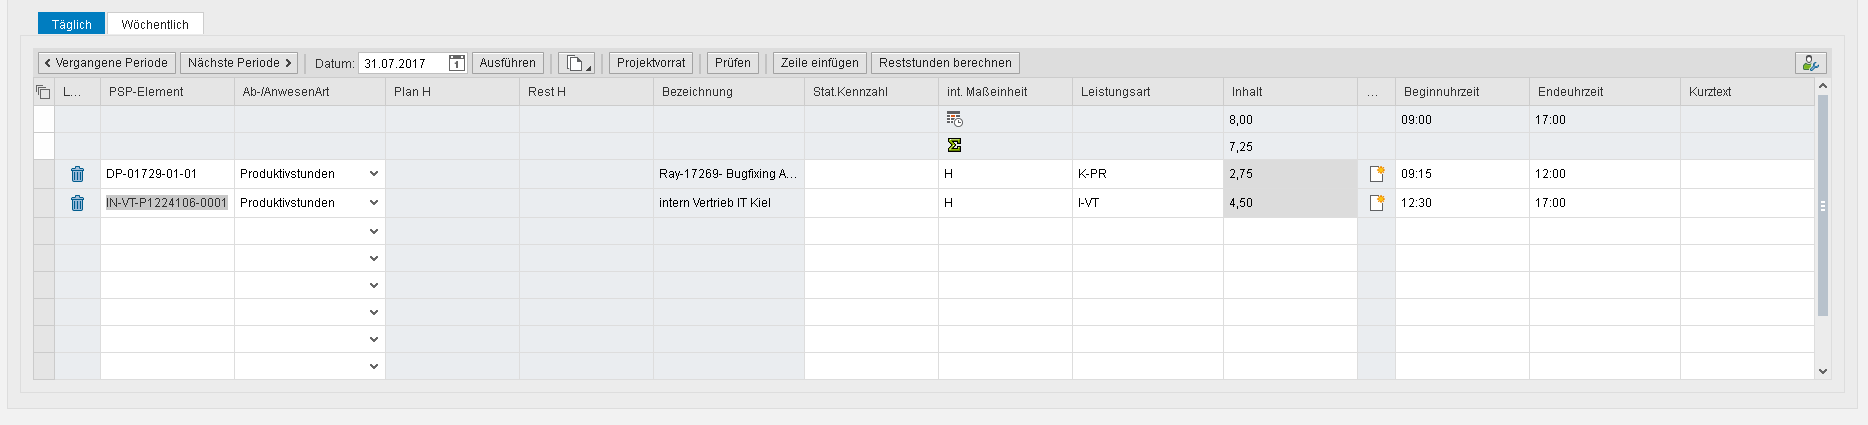 Täglich Wöchentlich
Vergangene Periode Nächste Periode Datum: 31.07.2017 1 Ausführen Projektvorrat Prüfen Zeile einfügen Reststunden berechnen
L... PSP-Element Ab-/AnwesenArt Plan H Rest H Bezeichnung Stat.Kennzahl int. Maßeinheit Leistungsart Inhalt ... Beginnuhrzeit Endeuhrzeit Kurztext
8,00 09:00 17:00
Σ 7,25
DP-01729-01-01 Produktivstunden Ray-17269- Bugfixing A... H K-PR 2,75 09:15 12:00
IN-VT-P1224106-0001 Produktivstunden intern Vertrieb IT Kiel H I-VT 4,50 12:30 17:00